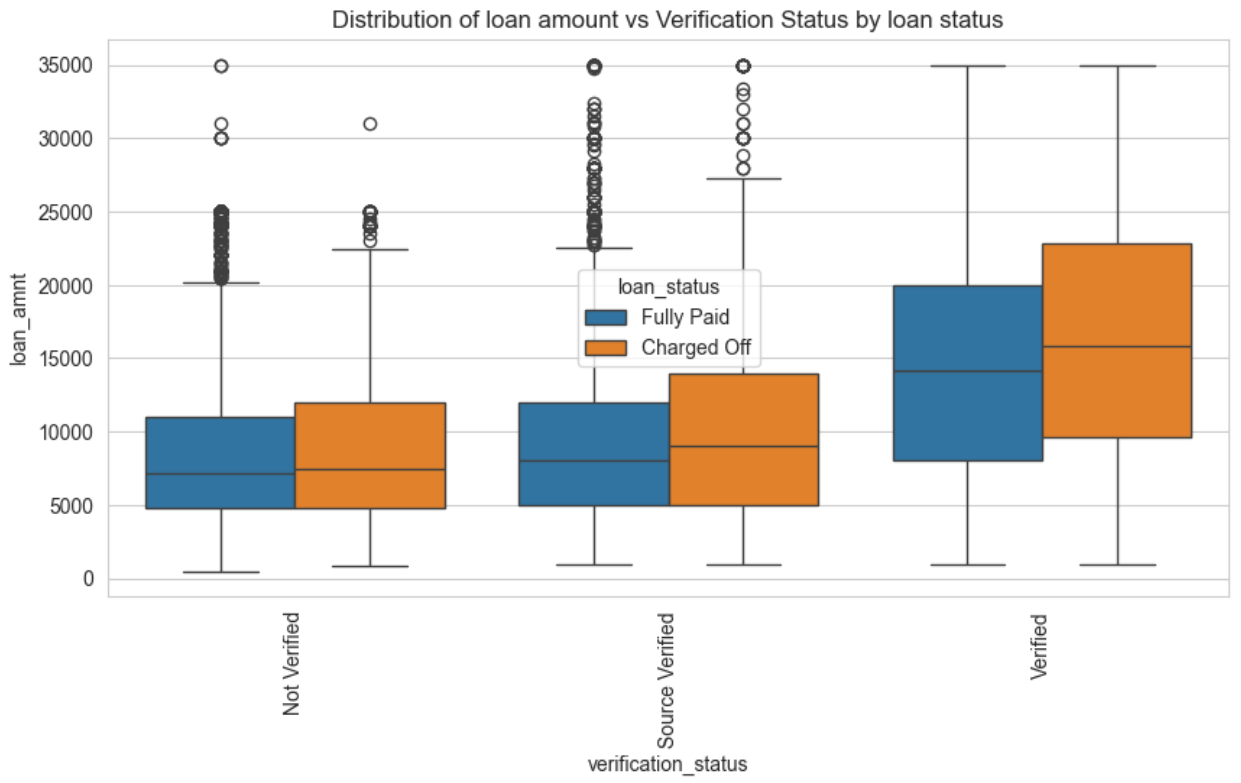 Distribution of loan amount vs Verification Status by loan status
loan_amnt
35000
30000
25000
20000
15000
10000
5000
0
loan_status
Fully Paid
Charged Off
Not Verified
Source Verified
Verified
verification_status